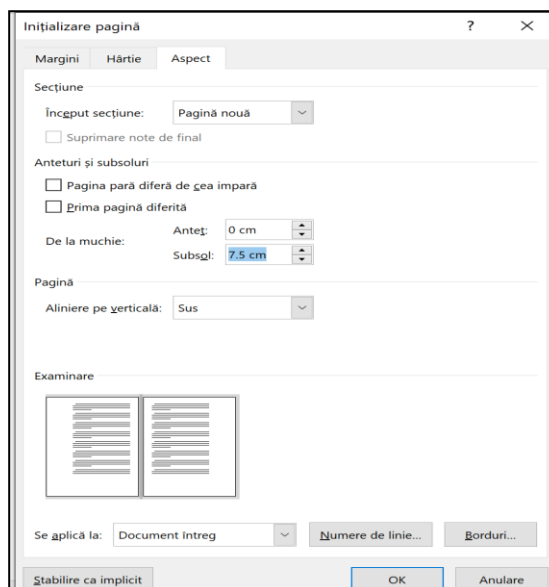 Inițializare pagină ? ×
Margini Hârtie Aspect
Secțiune
Început secțiune: Pagină nouă
Suprimare note de final
Anteturi și subsoluri
Pagina pară diferă de cea impară
Prima pagină diferită
De la muchie:
Antet: 0 cm
Subsol: 7.5 cm
Pagină
Aliniere pe verticală: Sus
Examinare
Se aplică la: Document întreg Numere de linie... Borduri...
Stabilire ca implicit OK Anulare